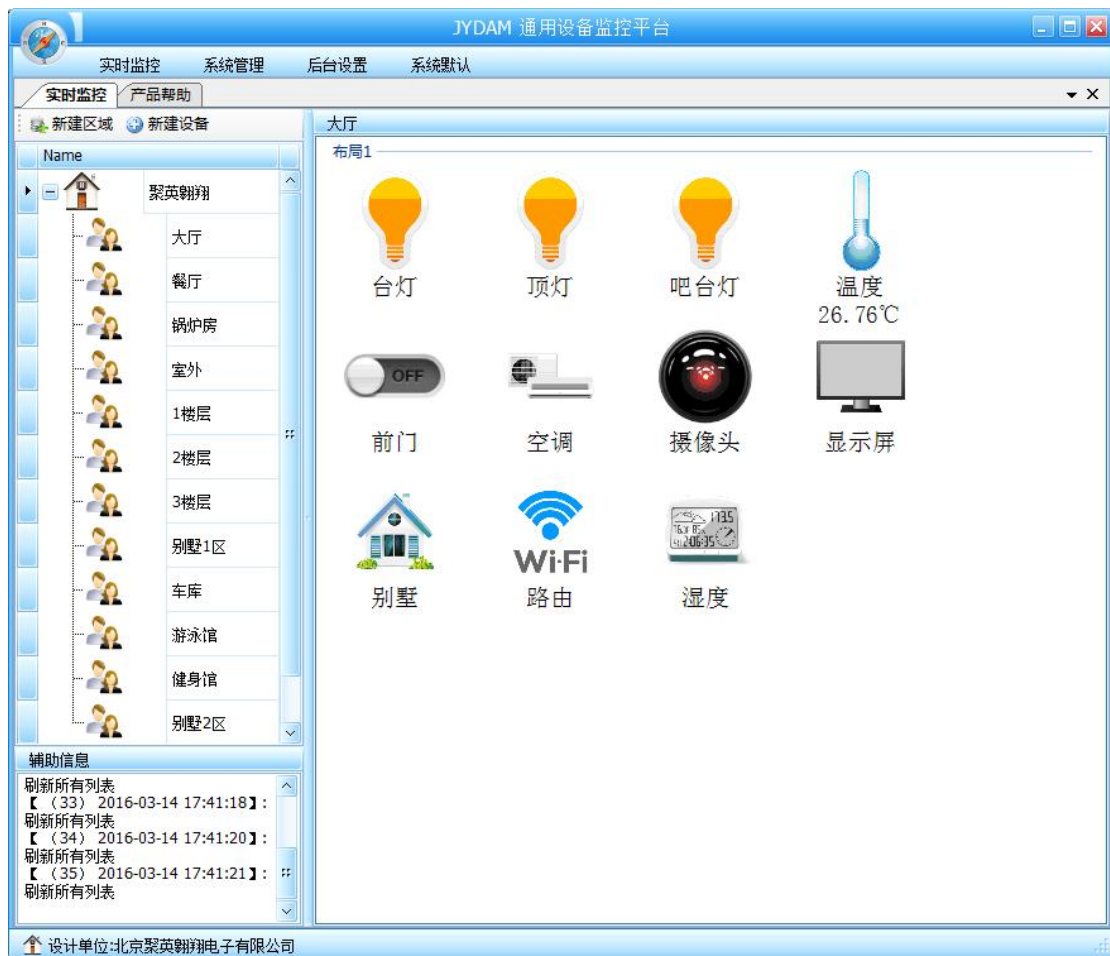 JYDAM 通用设备监控平台
实时监控 系统管理 后台设置 系统默认
实时监控 产品帮助
新建区域 新建设备
Name
聚英翱翔
大厅
餐厅
锅炉房
室外
1楼层
2楼层
3楼层
别墅1区
车库
游泳馆
健身馆
别墅2区
辅助信息
刷新所有列表
【 （33） 2016-03-14 17:41:18】:
刷新所有列表
【 （34） 2016-03-14 17:41:20】:
刷新所有列表
【 （35） 2016-03-14 17:41:21】:
刷新所有列表
大厅
布局1
台灯 顶灯 吧台灯 温度
26.76℃
OFF
前门 空调 摄像头 显示屏
Wi-Fi
别墅 路由 湿度
设计单位:北京聚英翱翔电子有限公司